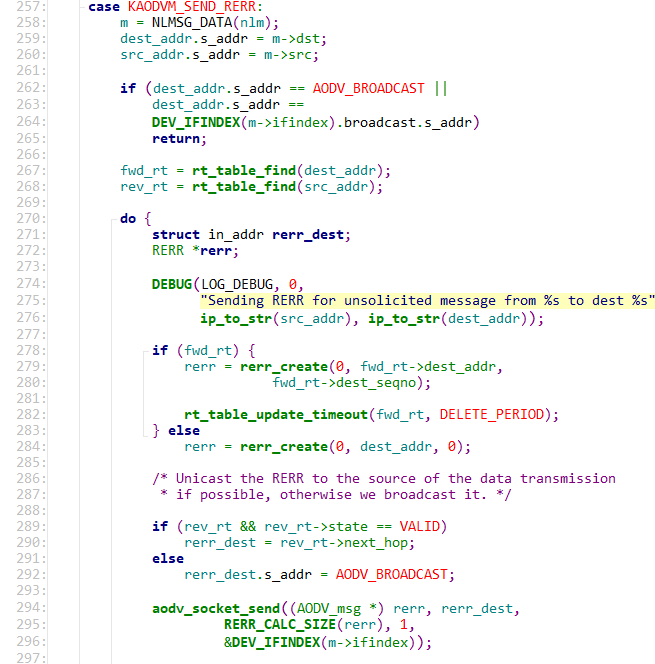 257: case KAODVM_SEND_RERR:
258: m = NLMSG_DATA(nlm);
259: dest_addr.s_addr = m->dst;
260: src_addr.s_addr = m->src;
261:
262: if (dest_addr.s_addr == AODV_BROADCAST ||
263: dest_addr.s_addr ==
264: DEV_IFINDEX(m->ifindex).broadcast.s_addr)
265: return;
266:
267: fwd_rt = rt_table_find(dest_addr);
268: rev_rt = rt_table_find(src_addr);
269:
270: do {
271: struct in_addr rerr_dest;
272: RERR *rerr;
273:
274: DEBUG(LOG_DEBUG, 0,
275: "Sending RERR for unsolicited message from %s to dest %s"
276: ip_to_str(src_addr), ip_to_str(dest_addr));
277:
278: if (fwd_rt) {
279: rerr = rerr_create(0, fwd_rt->dest_addr,
280: fwd_rt->dest_seqno);
281:
282: rt_table_update_timeout(fwd_rt, DELETE_PERIOD);
283: } else
284: rerr = rerr_create(0, dest_addr, 0);
285:
286: /* Unicast the RERR to the source of the data transmission
287: * if possible, otherwise we broadcast it. */
288:
289: if (rev_rt && rev_rt->state == VALID)
290: rerr_dest = rev_rt->next_hop;
291: else
292: rerr_dest.s_addr = AODV_BROADCAST;
293:
294: aodv_socket_send((AODV_msg *) rerr, rerr_dest,
295: RERR_CALC_SIZE(rerr), 1,
296: &DEV_IFINDEX(m->ifindex));
297: